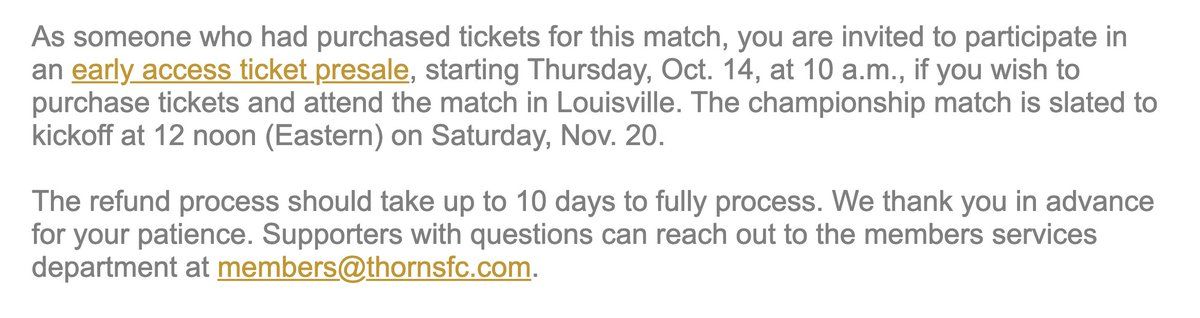 As someone who had purchased tickets for this match, you are invited to participate in
an early access ticket presale, starting Thursday, Oct. 14, at 10 a.m., if you wish to
purchase tickets and attend the match in Louisville. The championship match is slated to
kickoff at 12 noon (Eastern) on Saturday, Nov. 20.
The refund process should take up to 10 days to fully process. We thank you in advance
for your patience. Supporters with questions can reach out to the members services
department at members@thornsfc.com.